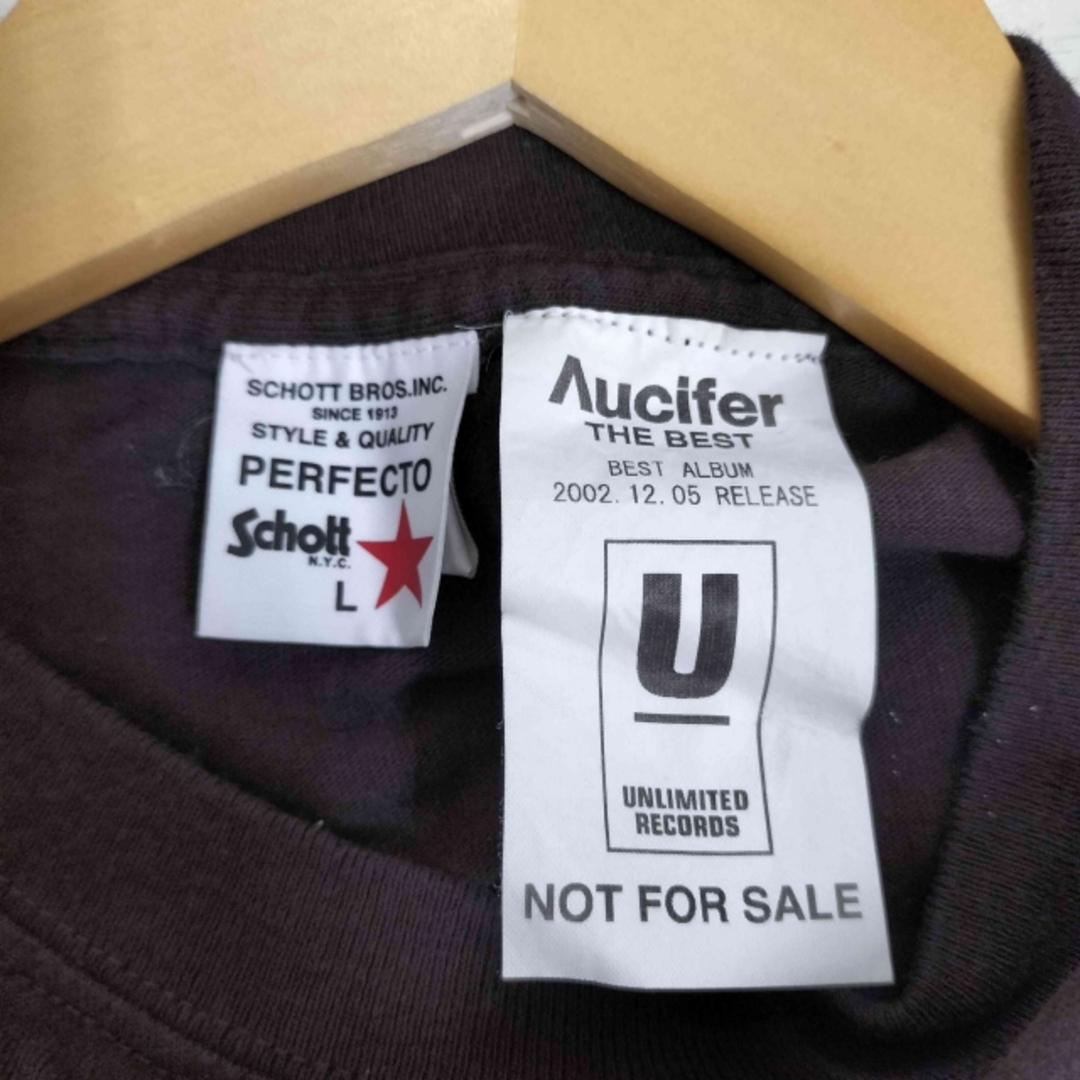 SCHOTT BROS.INC.
SINCE 1913
STYLE & QUALITY
PERFECTO
Schott
N.Y.C.
L
Λucifer
THE BEST
BEST ALBUM
2002.12.05 RELEASE
U
UNLIMITED
RECORDS
NOT FOR SALE